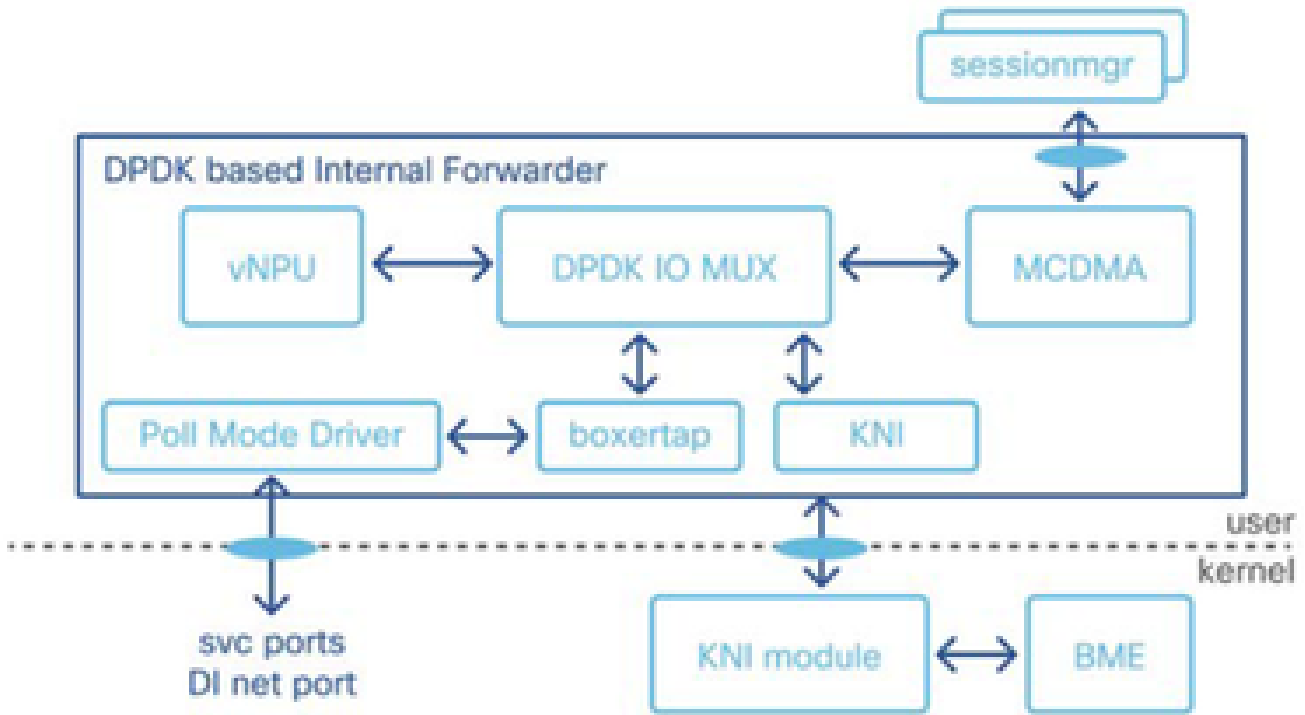 sessionmgr
DPDK based Internal Forwarder
vNPU
DPDK IO MUX
MCDMA
Poll Mode Driver
boxertap
KNI
user
kernel
svc ports
DI net port
KNI module
BME